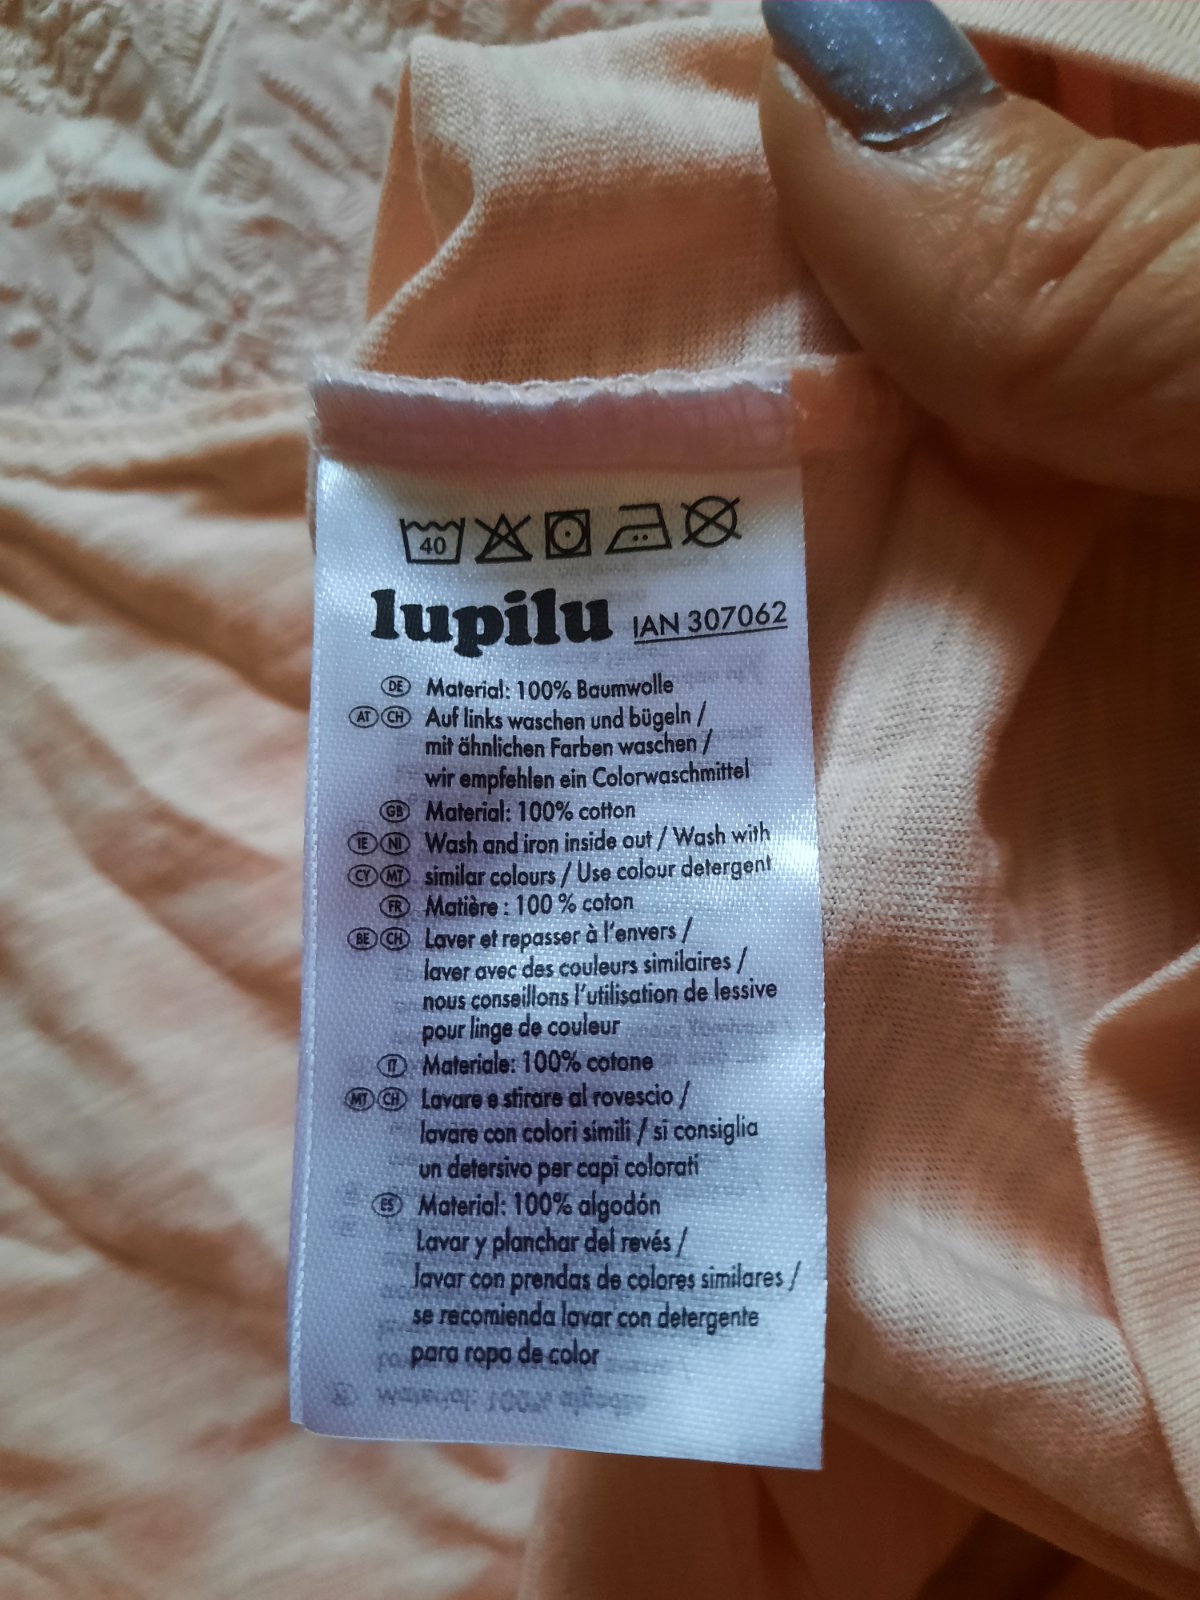 40
lupilu IAN 307062
DE Material: 100% Baumwolle
AT CH Auf links waschen und bügeln /
mit ähnlichen Farben waschen /
wir empfehlen ein Colorwaschmittel
GB Material: 100% cotton
IE NI Wash and iron inside out / Wash with
CY MT similar colours / Use colour detergent
FR Matière : 100 % coton
BE CH Laver et repasser à l'envers /
laver avec des couleurs similaires /
nous conseillons l'utilisation de lessive
pour linge de couleur
IT Materiale: 100% cotone
MT CH Lavare e stirare al rovescio /
lavare con colori simili / si consiglia
un detersivo per capi colorati
ES Material: 100% algodón
Lavar y planchar del revés /
lavar con prendas de colores similares /
se recomienda lavar con detergente
para ropa de color